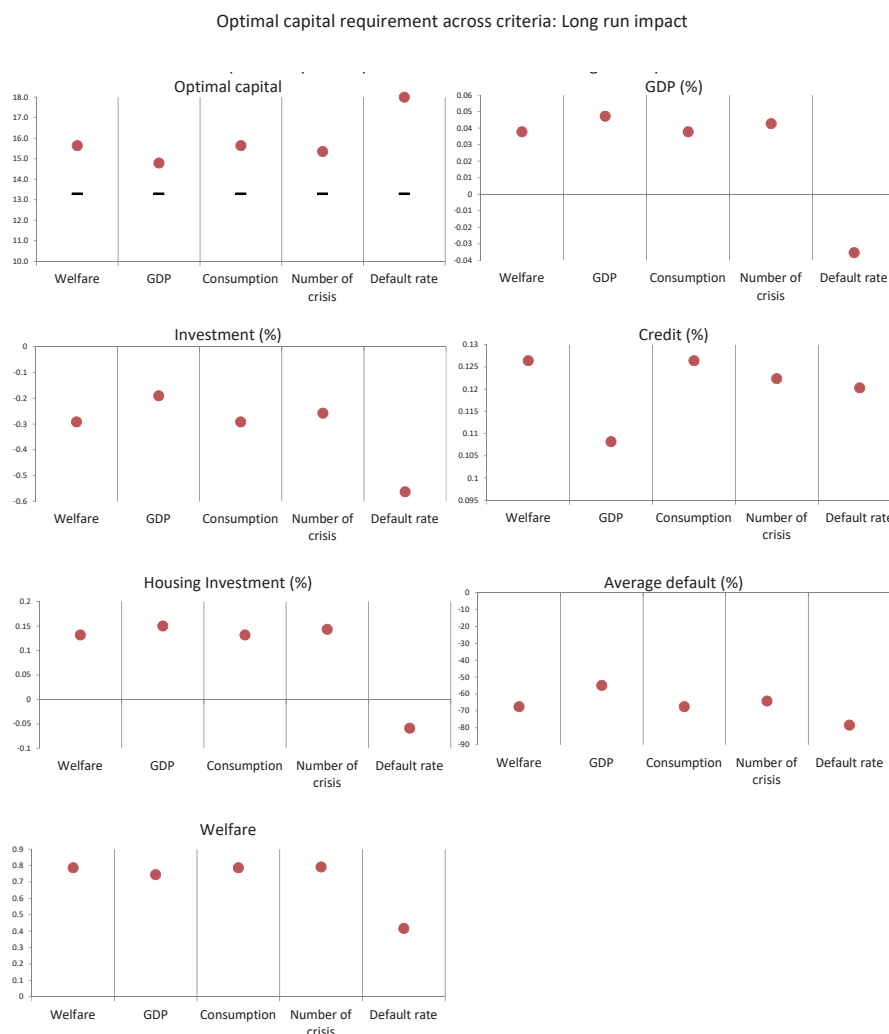 Optimal capital requirement across criteria: Long run impact
Optimal capital
18.0
17.0
16.0
15.0
14.0
13.0
12.0
11.0
10.0
Welfare
GDP
Consumption
Number of
crisis
Default rate
GDP (%)
0.06
0.05
0.04
0.03
0.02
0.01
0
-0.01
-0.02
-0.03
-0.04
Welfare
GDP
Consumption
Number of
crisis
Default rate
Investment (%)
0
-0.1
-0.2
-0.3
-0.4
-0.5
-0.6
Welfare
GDP
Consumption
Number of
crisis
Default rate
Credit (%)
0.13
0.125
0.12
0.115
0.11
0.105
0.1
0.095
Welfare
GDP
Consumption
Number of
crisis
Default rate
Housing Investment (%)
0.2
0.15
0.1
0.05
0
-0.05
-0.1
Welfare
GDP
Consumption
Number of
crisis
Default rate
Average default (%)
0
-10
-20
-30
-40
-50
-60
-70
-80
-90
Welfare
GDP
Consumption
Number of
crisis
Default rate
Welfare
0.9
0.8
0.7
0.6
0.5
0.4
0.3
0.2
0.1
0
Welfare
GDP
Consumption
Number of
crisis
Default rate